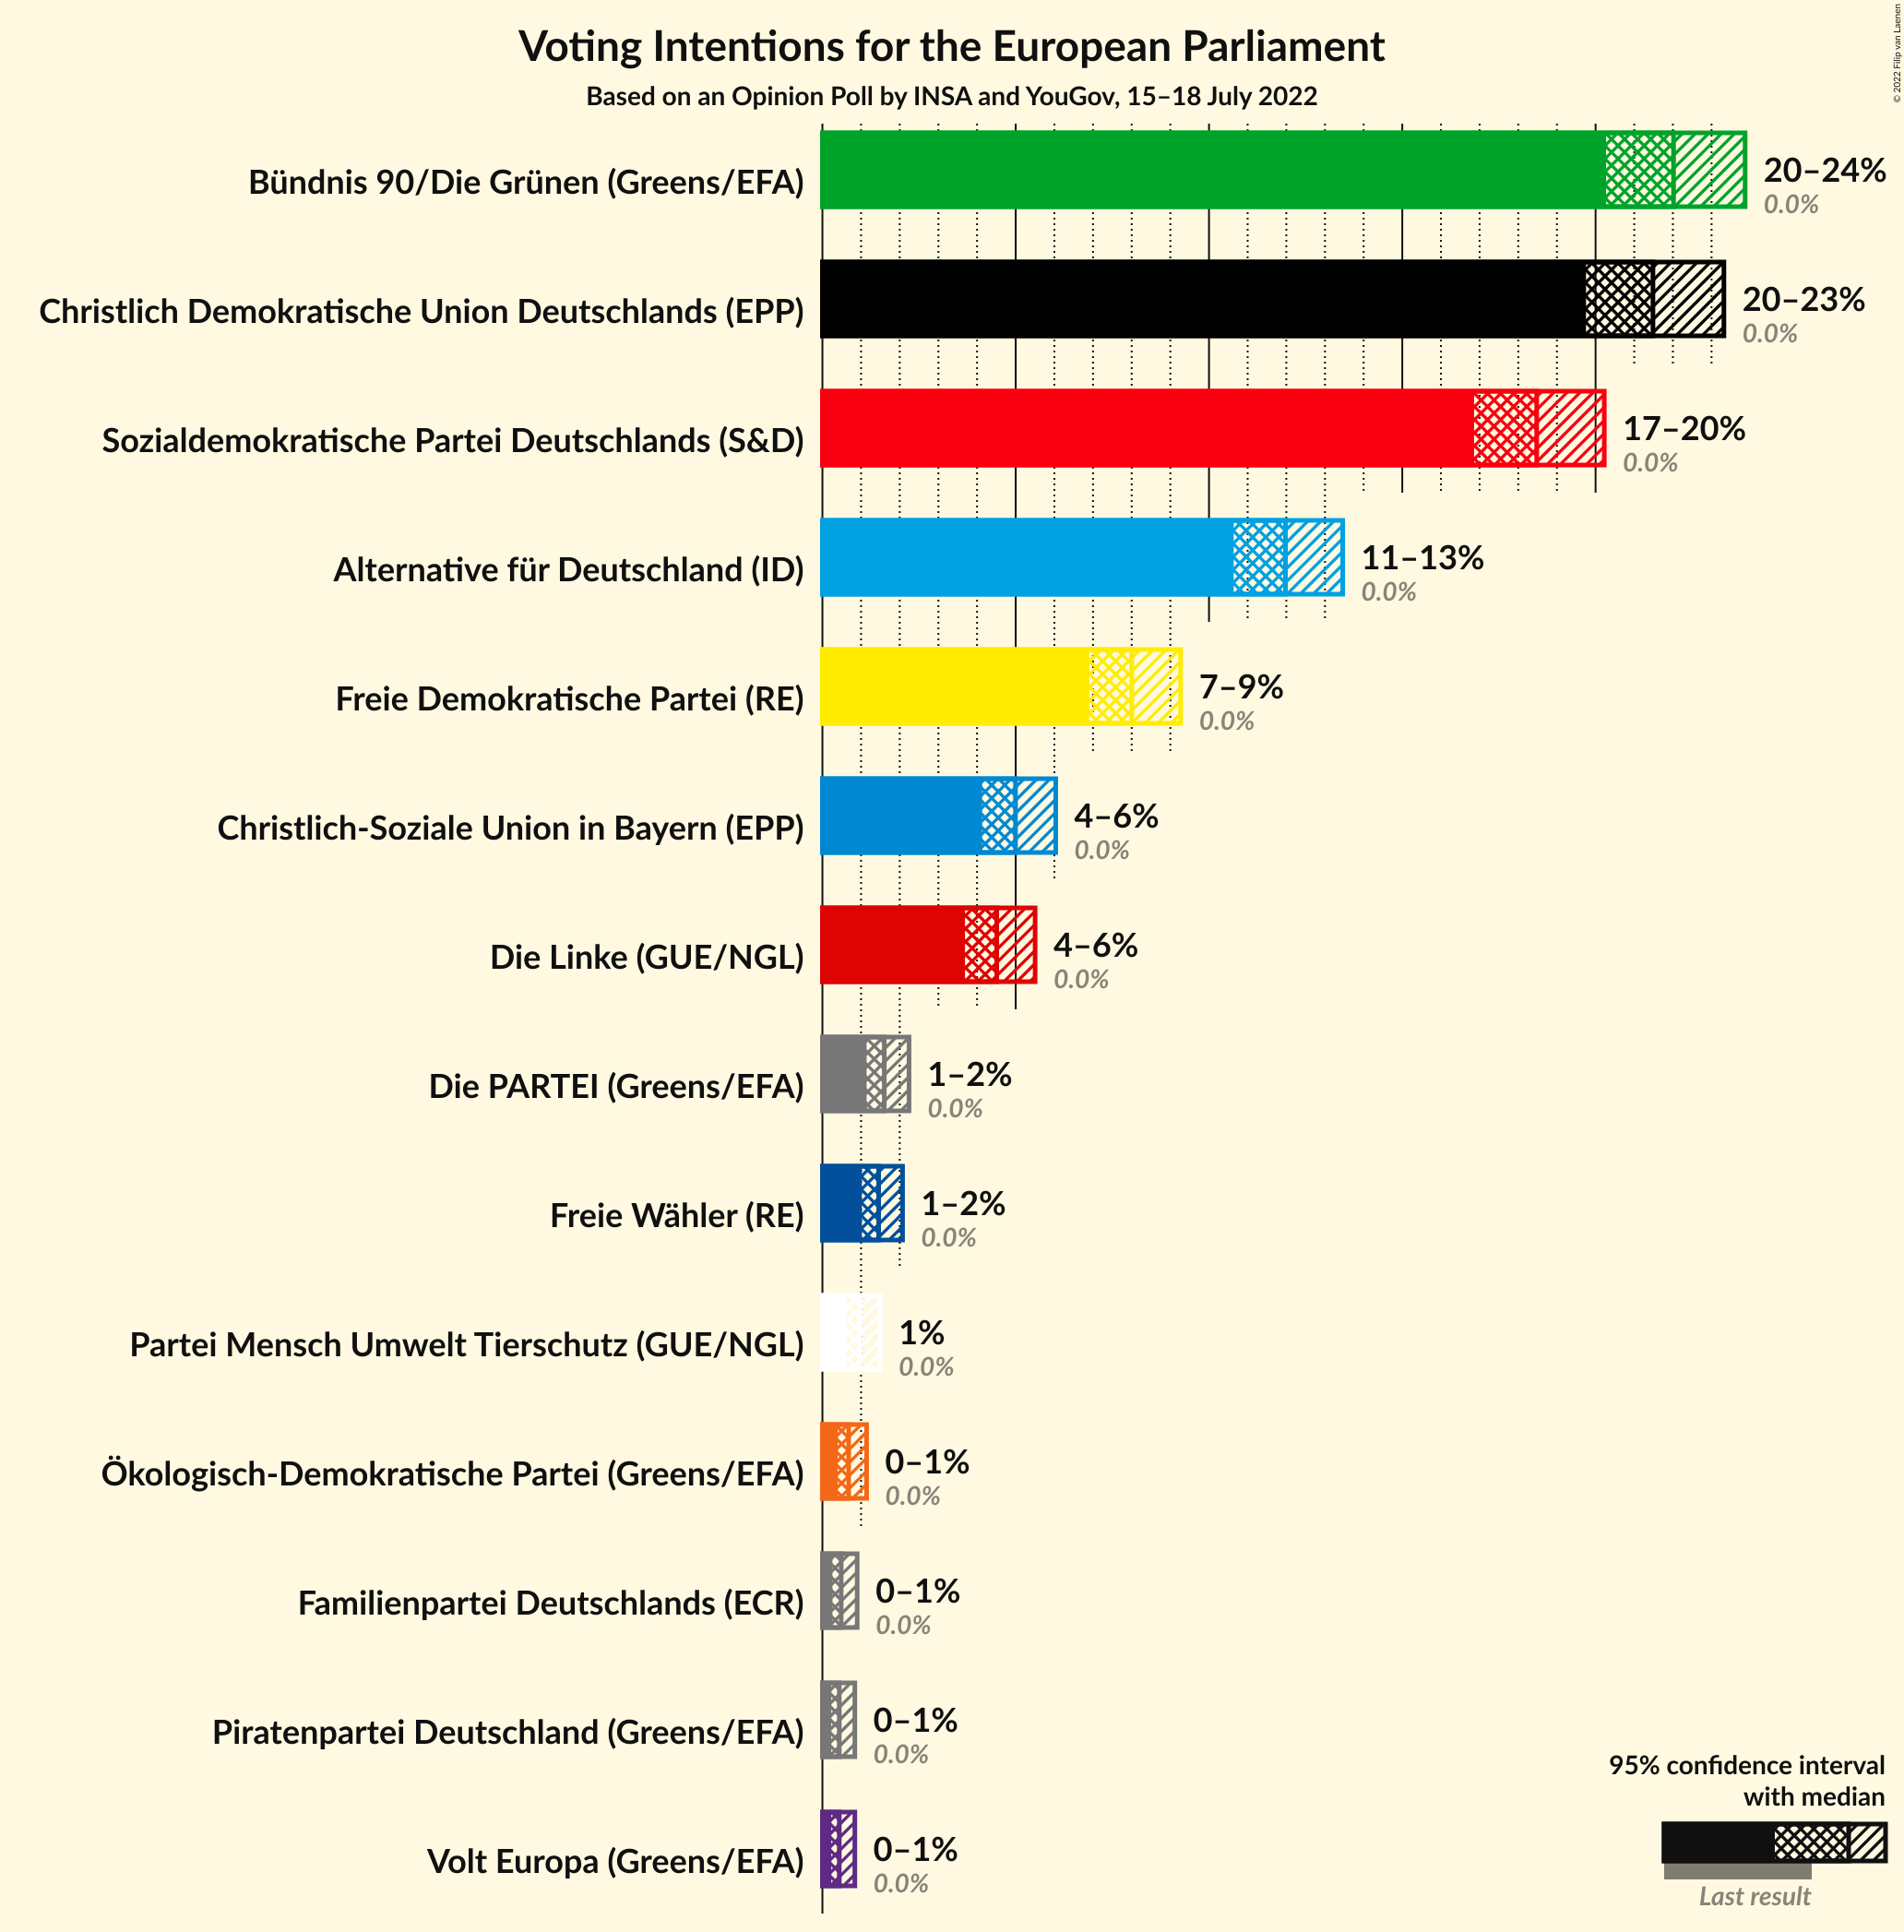 Voting Intentions for the European Parliament
Based on an Opinion Poll by INSA and YouGov, 15–18 July 2022
© 2022 Filip van Laenen
Bündnis 90/Die Grünen (Greens/EFA)
20–24%
0.0%
Christlich Demokratische Union Deutschlands (EPP)
20–23%
0.0%
Sozialdemokratische Partei Deutschlands (S&D)
17–20%
0.0%
Alternative für Deutschland (ID)
11–13%
0.0%
Freie Demokratische Partei (RE)
7–9%
0.0%
Christlich-Soziale Union in Bayern (EPP)
4–6%
0.0%
Die Linke (GUE/NGL)
4–6%
0.0%
Die PARTEI (Greens/EFA)
1–2%
0.0%
Freie Wähler (RE)
1–2%
0.0%
Partei Mensch Umwelt Tierschutz (GUE/NGL)
1%
0.0%
Ökologisch-Demokratische Partei (Greens/EFA)
0–1%
0.0%
Familienpartei Deutschlands (ECR)
0–1%
0.0%
Piratenpartei Deutschland (Greens/EFA)
0–1%
0.0%
Volt Europa (Greens/EFA)
0–1%
0.0%
95% confidence interval
with median
Last result